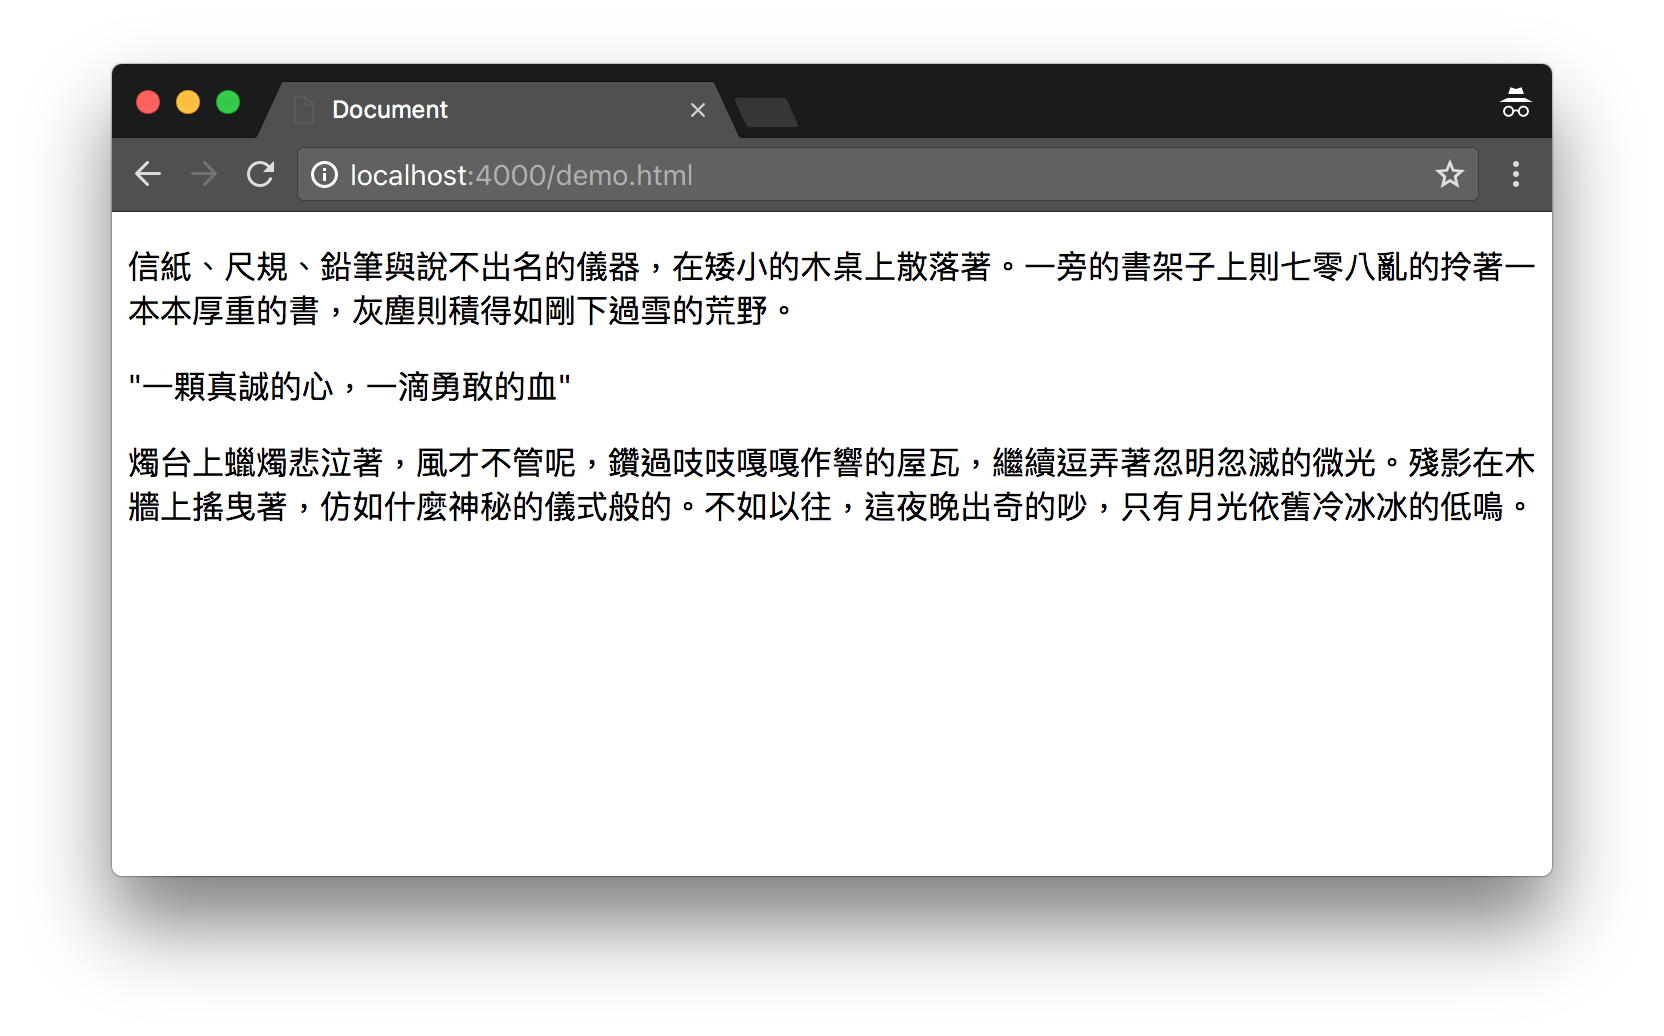 Document
localhost:4000/demo.html
信紙、尺規、鉛筆與說不出名的儀器，在矮小的木桌上散落著。一旁的書架子上則七零八亂的拎著一
本本厚重的書，灰塵則積得如剛下過雪的荒野。
"一顆真誠的心，一滴勇敢的血"
燭台上蠟燭悲泣著，風才不管呢，鑽過吱吱嘎嘎作響的屋瓦，繼續逗弄著忽明忽滅的微光。殘影在木
牆上搖曳著，仿如什麼神秘的儀式般的。不如以往，這夜晚出奇的吵，只有月光依舊冷冰冰的低鳴。